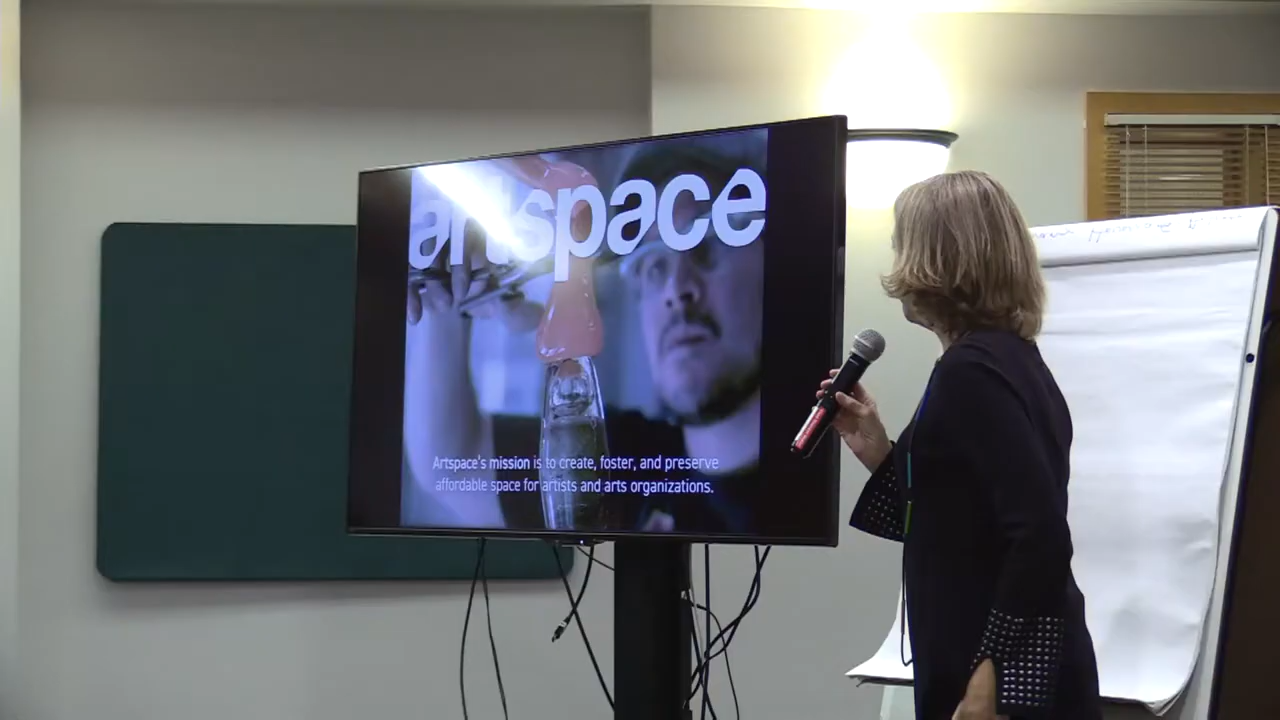 artspace
Artspace's mission is to create, foster, and preserve
affordable space for artists and arts organizations.